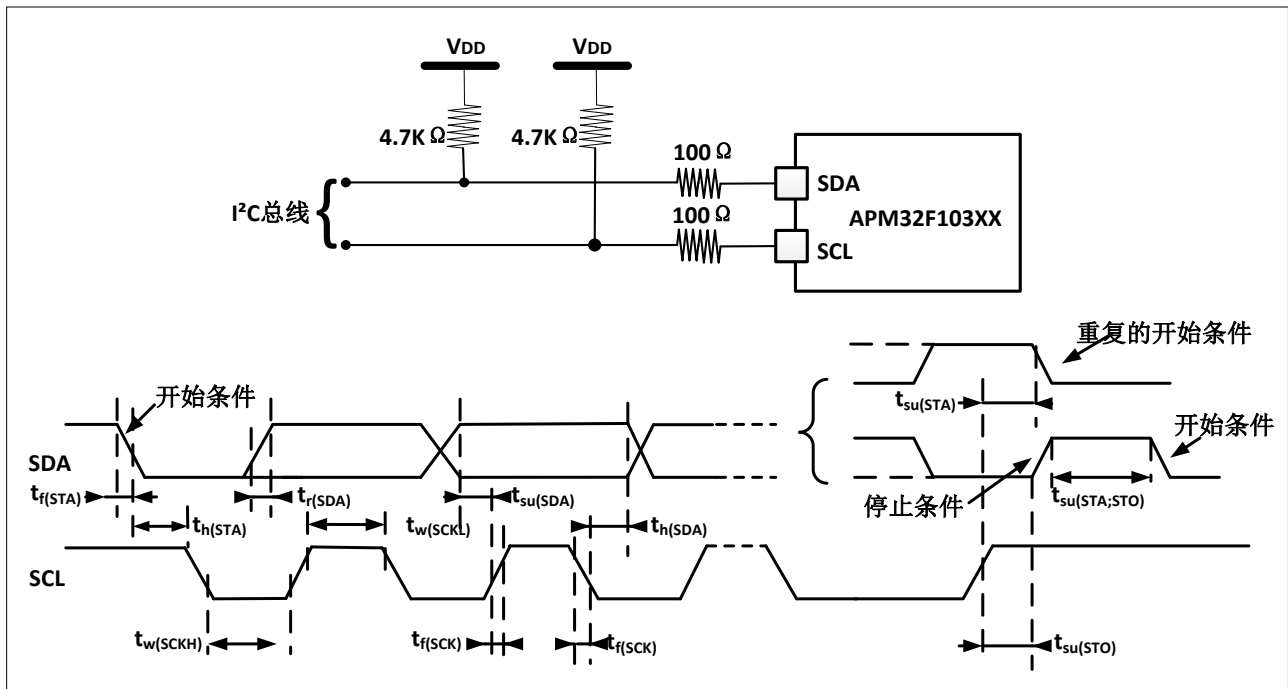 VDD VDD
4.7K Ω 4.7K Ω
100 Ω
SDA
I²C总线
APM32F103XX
100 Ω
SCL
重复的开始条件
开始条件
tsu(STA)
开始条件
SDA
停止条件
tf(STA) tr(SDA) tsu(SDA) tsu(STA;STO)
th(STA) tw(SCKL) th(SDA)
SCL
tw(SCKH) tf(SCK) tf(SCK) tsu(STO)